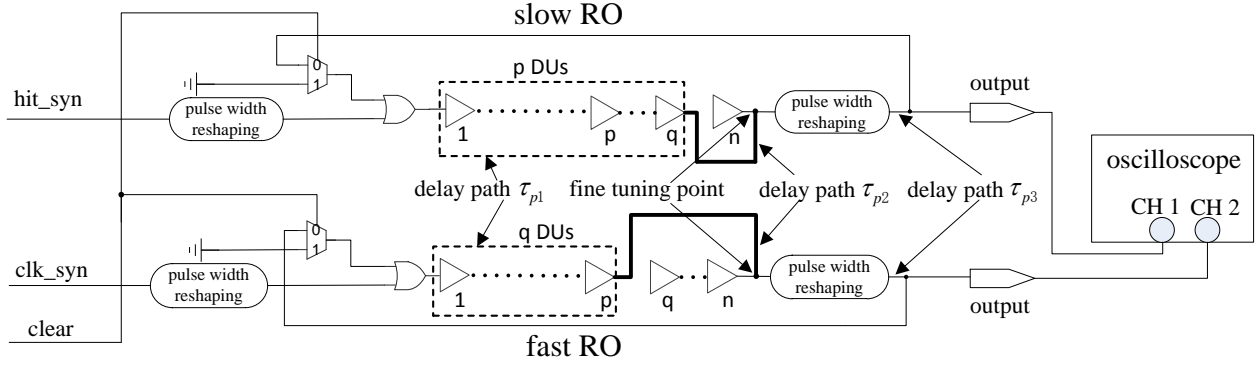 slow RO
p DUs
0
1
output
hit_syn
pulse width
reshaping
pulse width
reshaping
1
p
q
n
oscilloscope
delay path τp1
fine tuning point
delay path τp2
delay path τp3
CH 1
CH 2
q DUs
0
1
clk_syn
pulse width
reshaping
pulse width
reshaping
1
p
q
n
output
clear
fast RO